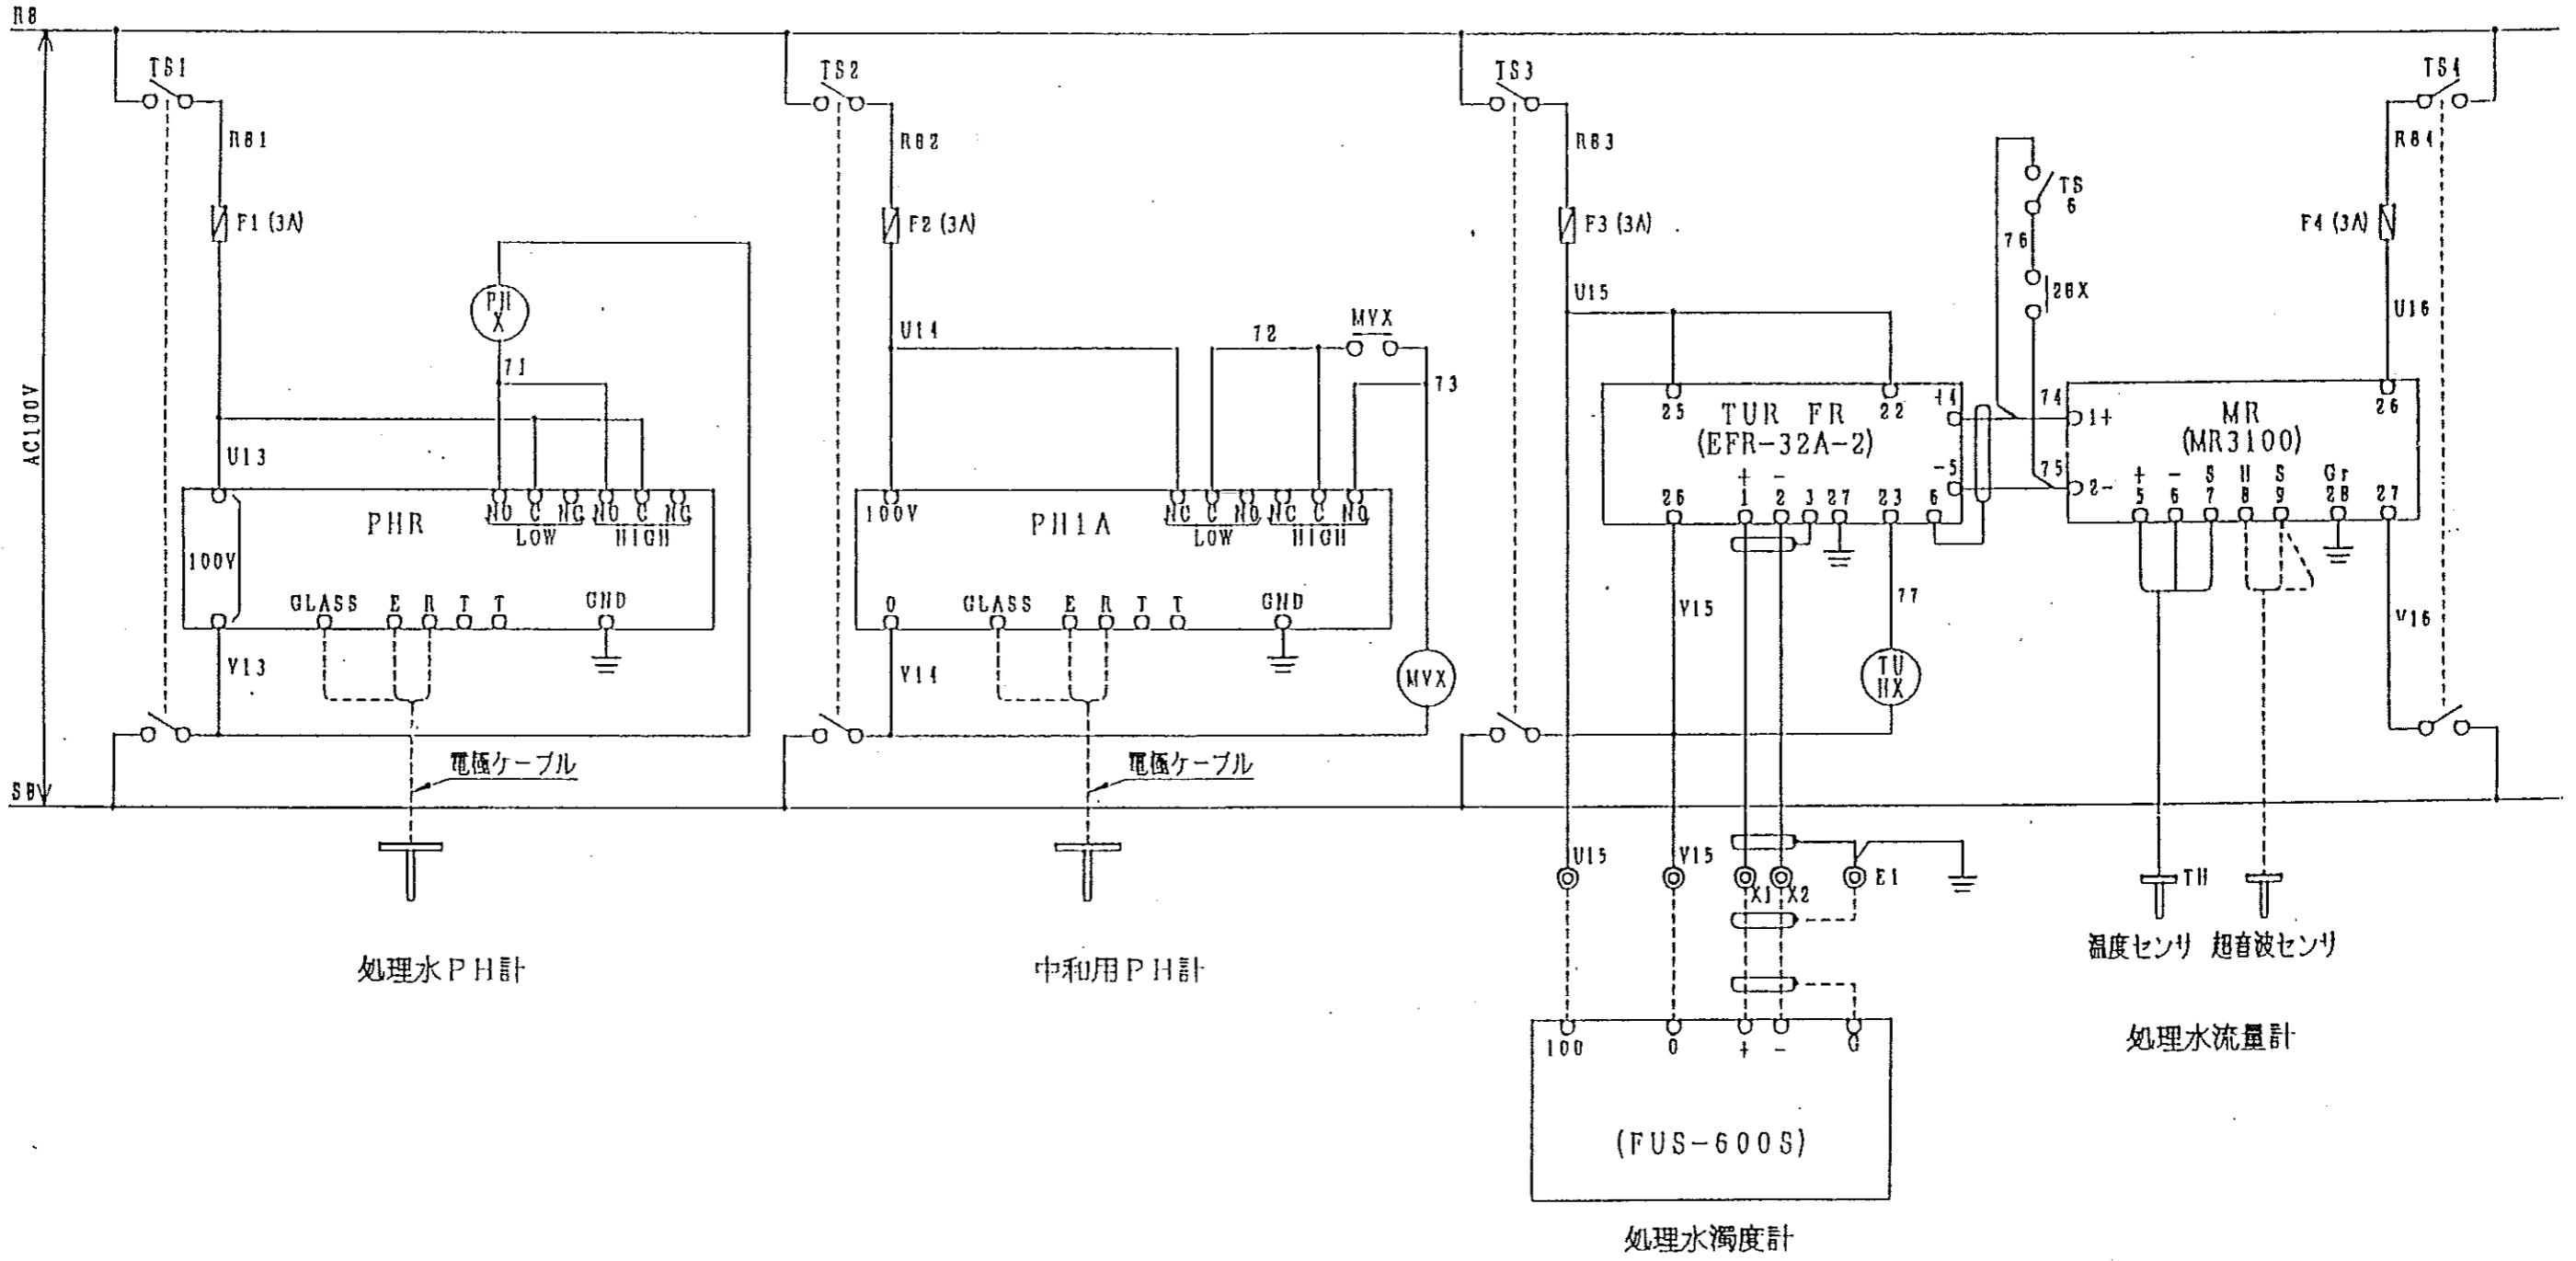 R8
TS1
TS2
TS3
TS4
R81
R82
R83
R84
TS
6
F1 (3A)
F2 (3A)
F3 (3A)
F4 (3A)
76
28X
PH
X
U15
U16
MVX
U14
72
71
73
AC100V
74
1+
75
2-
25
TUR FR
22
+4
(EFR-32A-2)
-5
MR
26
(MR3100)
U13
NO C NC NO C NC
LOW
HIGH
PHR
100V
GLASS E R T T GND
100V
PH1A
NC C NO NC C NO
LOW
HIGH
0
GLASS E R T T GND
+ -
26 1 2 3 27 23 6
+ - S H S Gr
5 6 7 8 9 28 27
V13
V14
V15
77
V16
TU
HX
MVX
電極ケーブル
電極ケーブル
S8
U15
V15
X1
X2
E1
TH
処理水PH計
中和用PH計
温度センサ
超音波センサ
100 0 + - G
処理水流量計
(FUS-600S)
処理水濁度計